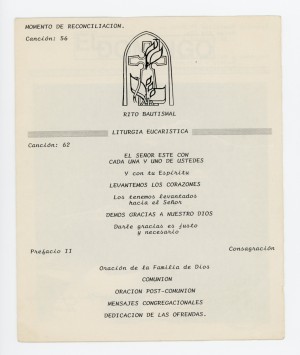 MOMENTO DE RECONCILIACION.
Canción: 56
RITO BAUTISMAL
LITURGIA EUCARISTICA
Canción: 62
EL SEÑOR ESTE CON
CADA UNA Y UNO DE USTEDES
Y con tu Espíritu
LEVANTEMOS LOS CORAZONES
Los tenemos levantados
hacia el Señor
DEMOS GRACIAS A NUESTRO DIOS
Darle gracias es justo
y necesario
Prefacio II Consagración
Oración de la Familia de Dios
COMUNION
ORACION POST-COMUNION
MENSAJES CONGREGACIONALES
DEDICACION DE LAS OFRENDAS.